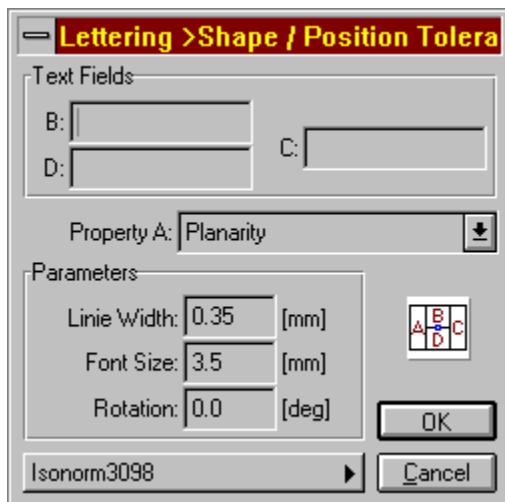 Lettering >Shape / Position Tolera
Text Fields
B:
C:
D:
Property A: Planarity
Parameters
Linie Width: 0.35 [mm]
Font Size: 3.5 [mm]
Rotation: 0.0 [deg]
A B C
D
OK
Isonorm3098
Cancel